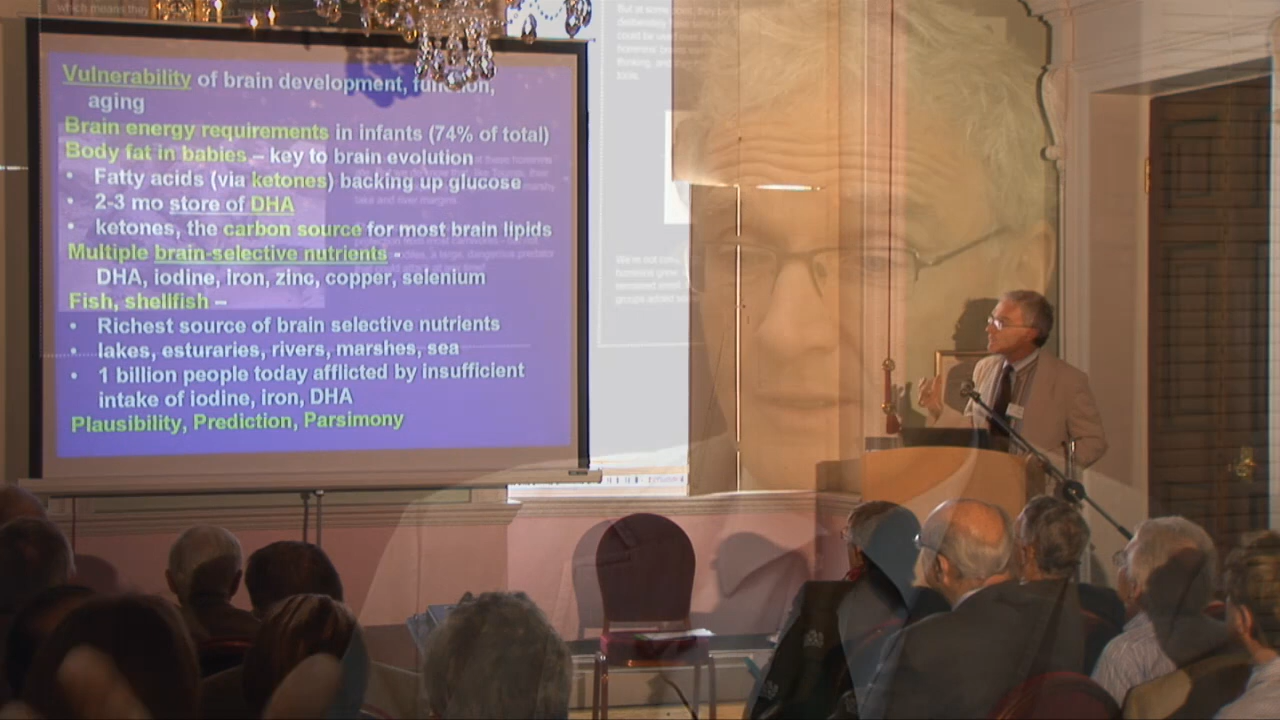 Vulnerability of brain development, function,
aging
Brain energy requirements in infants (74% of total)
Body fat in babies – key to brain evolution
• Fatty acids (via ketones) backing up glucose
• 2-3 mo store of DHA
• ketones, the carbon source for most brain lipids
Multiple brain-selective nutrients -
DHA, iodine, iron, zinc, copper, selenium
Fish, shellfish –
• Richest source of brain selective nutrients
• lakes, esturaries, rivers, marshes, sea
• 1 billion people today afflicted by insufficient
intake of iodine, iron, DHA
Plausibility, Prediction, Parsimony